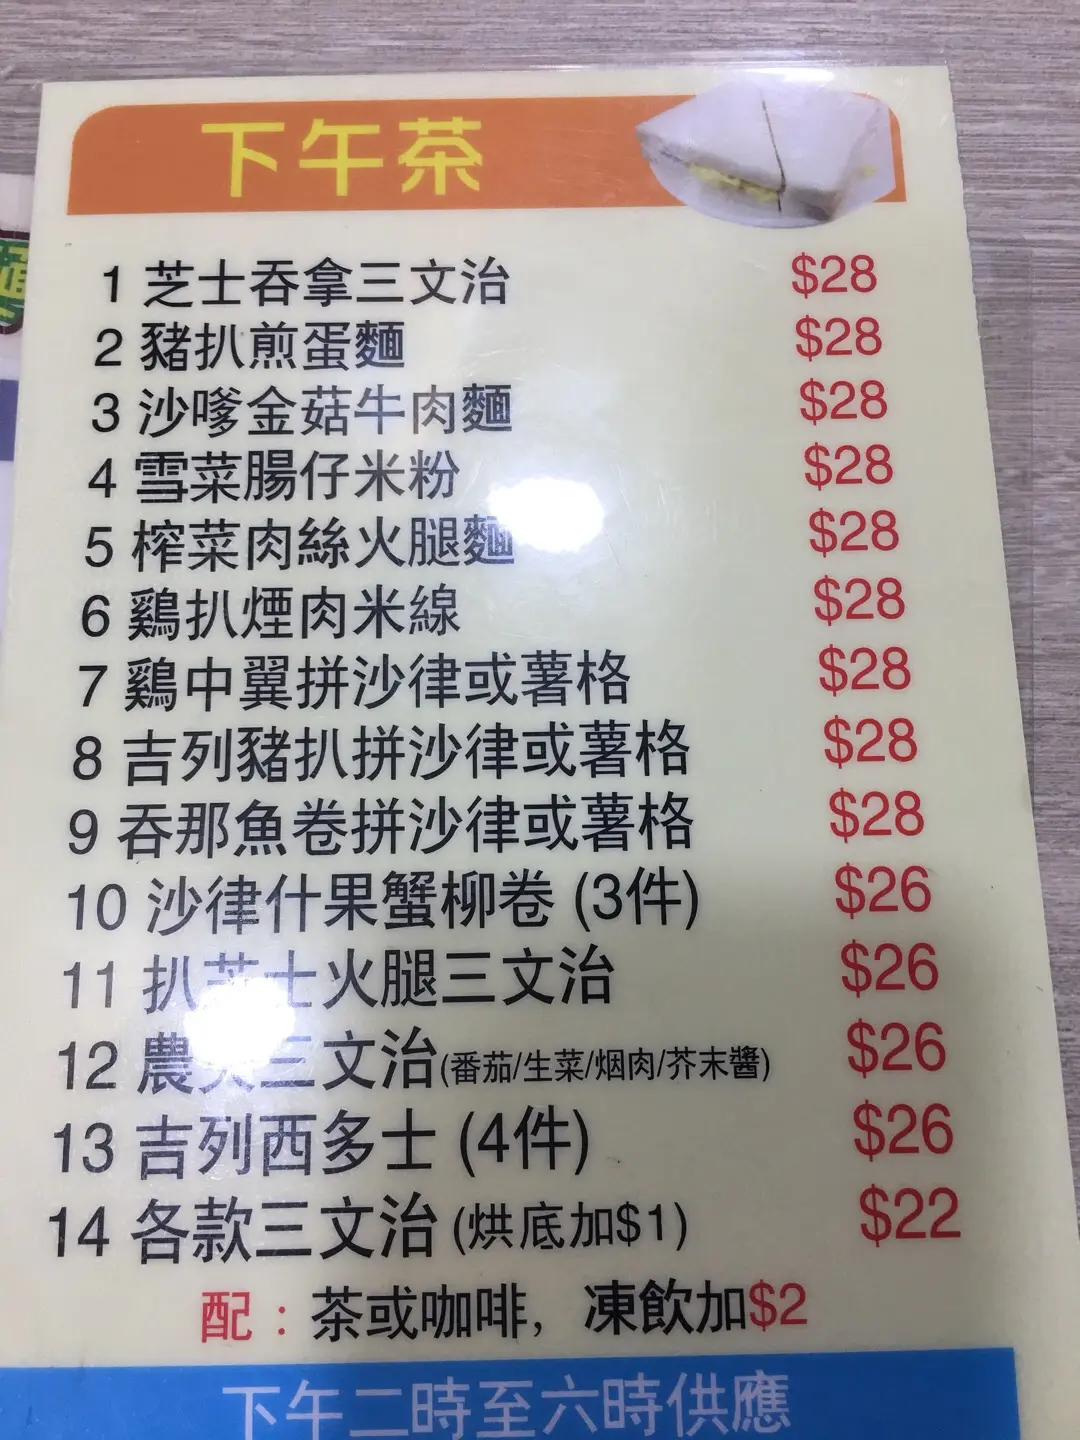 下午茶
1 芝士吞拿三文治 $28
2 豬扒煎蛋麵 $28
3 沙嗲金菇牛肉麵 $28
4 雪菜腸仔米粉 $28
5 榨菜肉絲火腿麵 $28
6 鷄扒煙肉米線 $28
7 鷄中翼拼沙律或薯格 $28
8 吉列豬扒拼沙律或薯格 $28
9 吞那魚卷拼沙律或薯格 $28
10 沙律什果蟹柳卷 (3件) $26
11 扒芝士火腿三文治 $26
12 農夫三文治(番茄/生菜/烟肉/芥末醬) $26
13 吉列西多士 (4件) $26
14 各款三文治 (烘底加$1) $22
配：茶或咖啡, 凍飲加$2
下午二時至六時供應